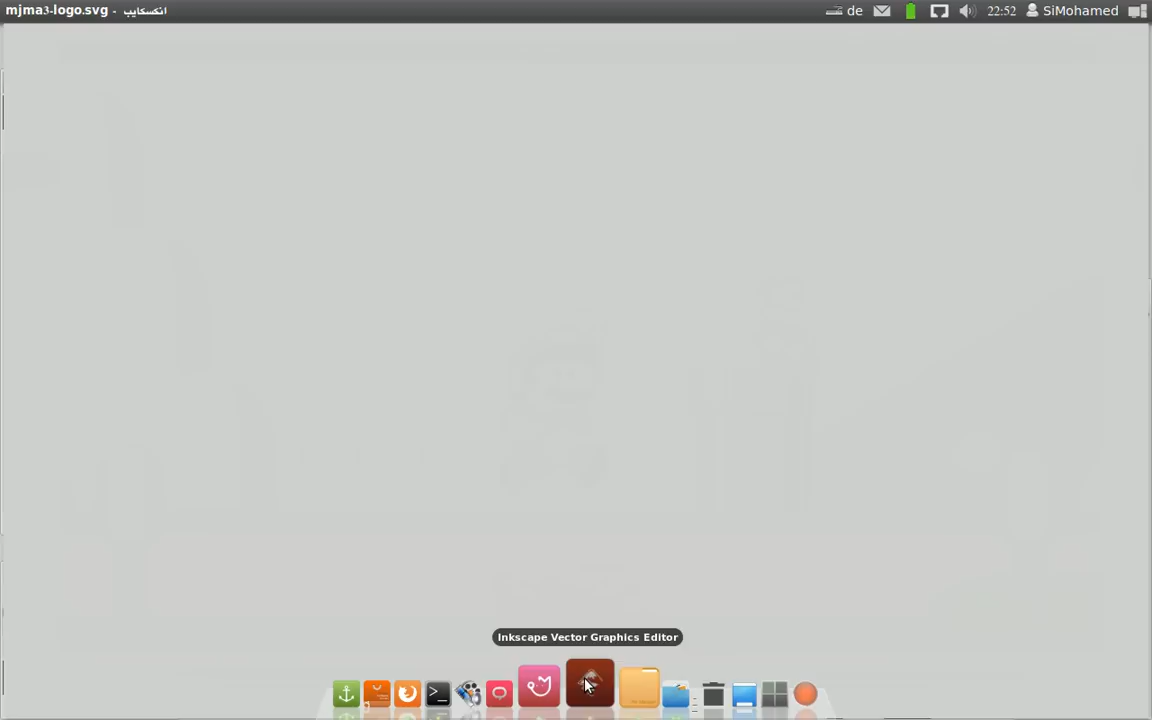 mjma3-logo.svg - انكسكايب
de
22:52
SiMohamed
Inkscape Vector Graphics Editor